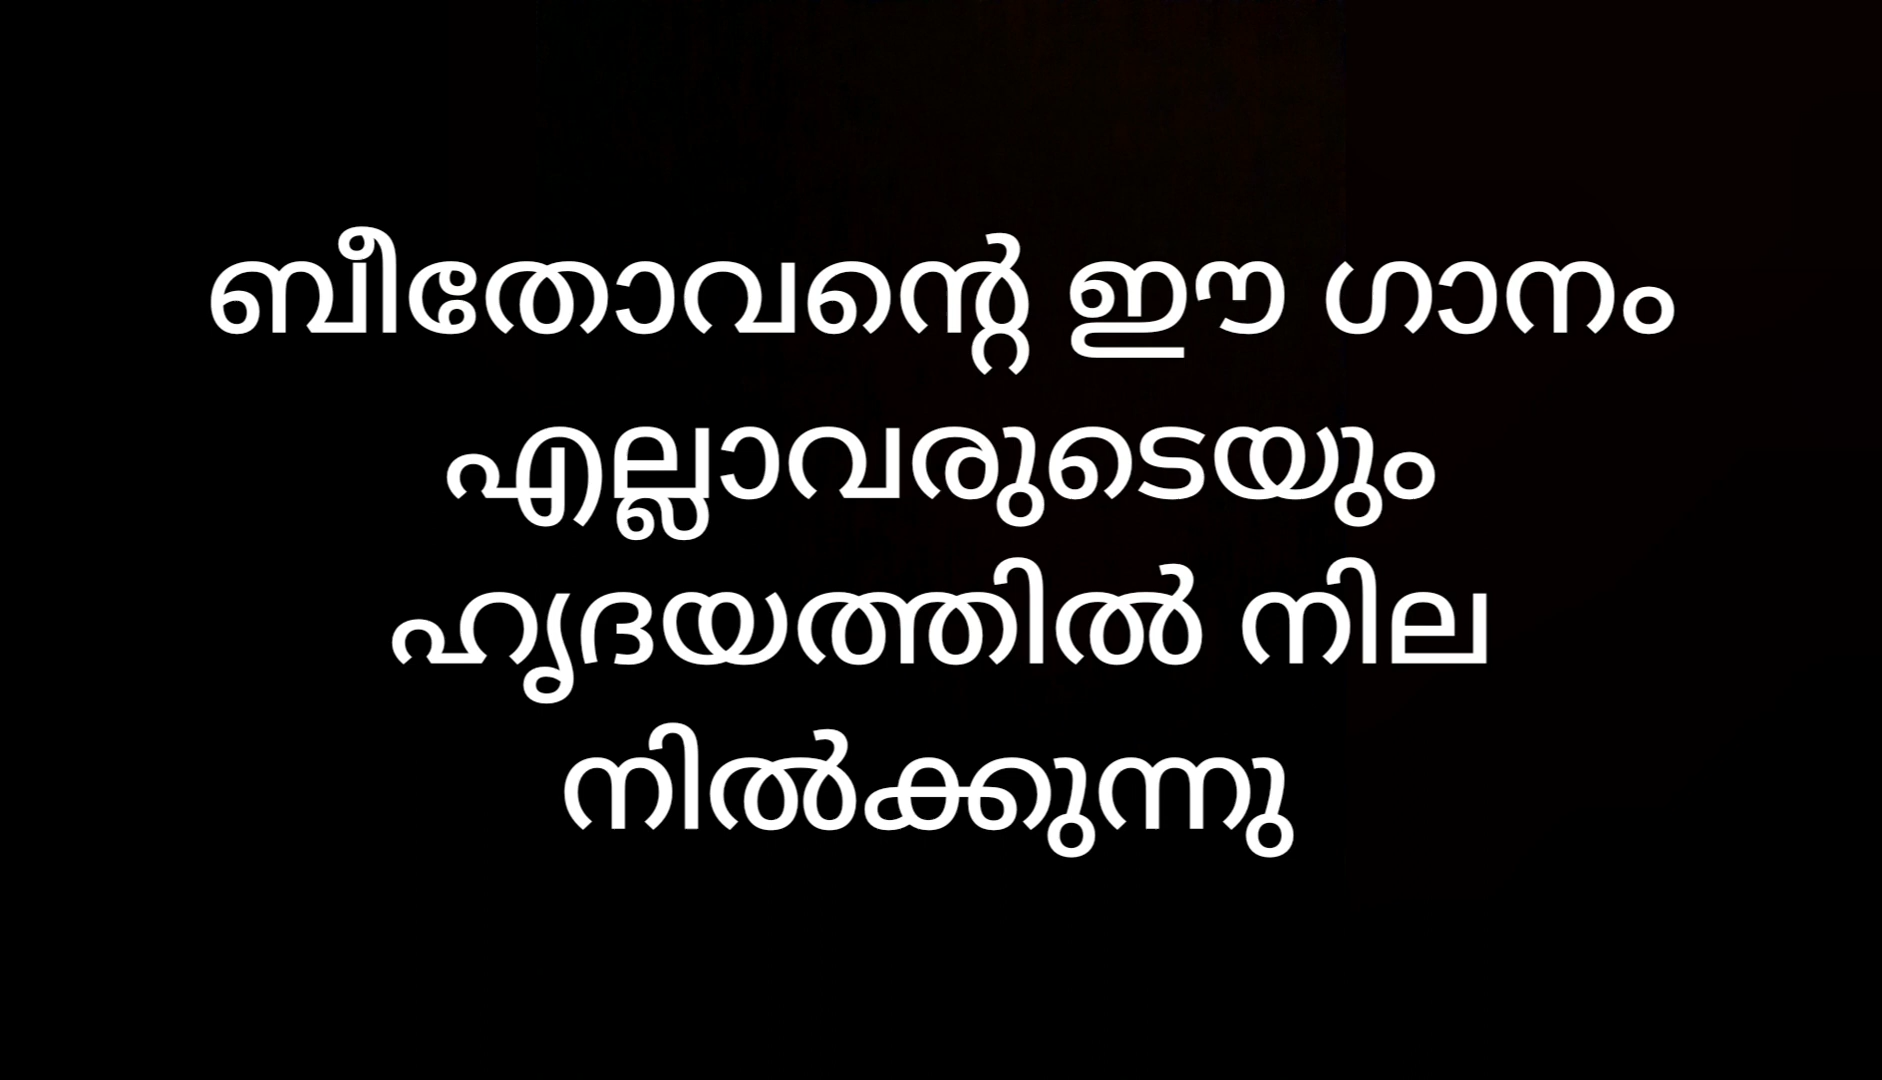 ബീതോവന്റെ ഈ ഗാനം
എല്ലാവരുടെയും
ഹൃദയത്തിൽ നില
നിൽക്കുന്നു